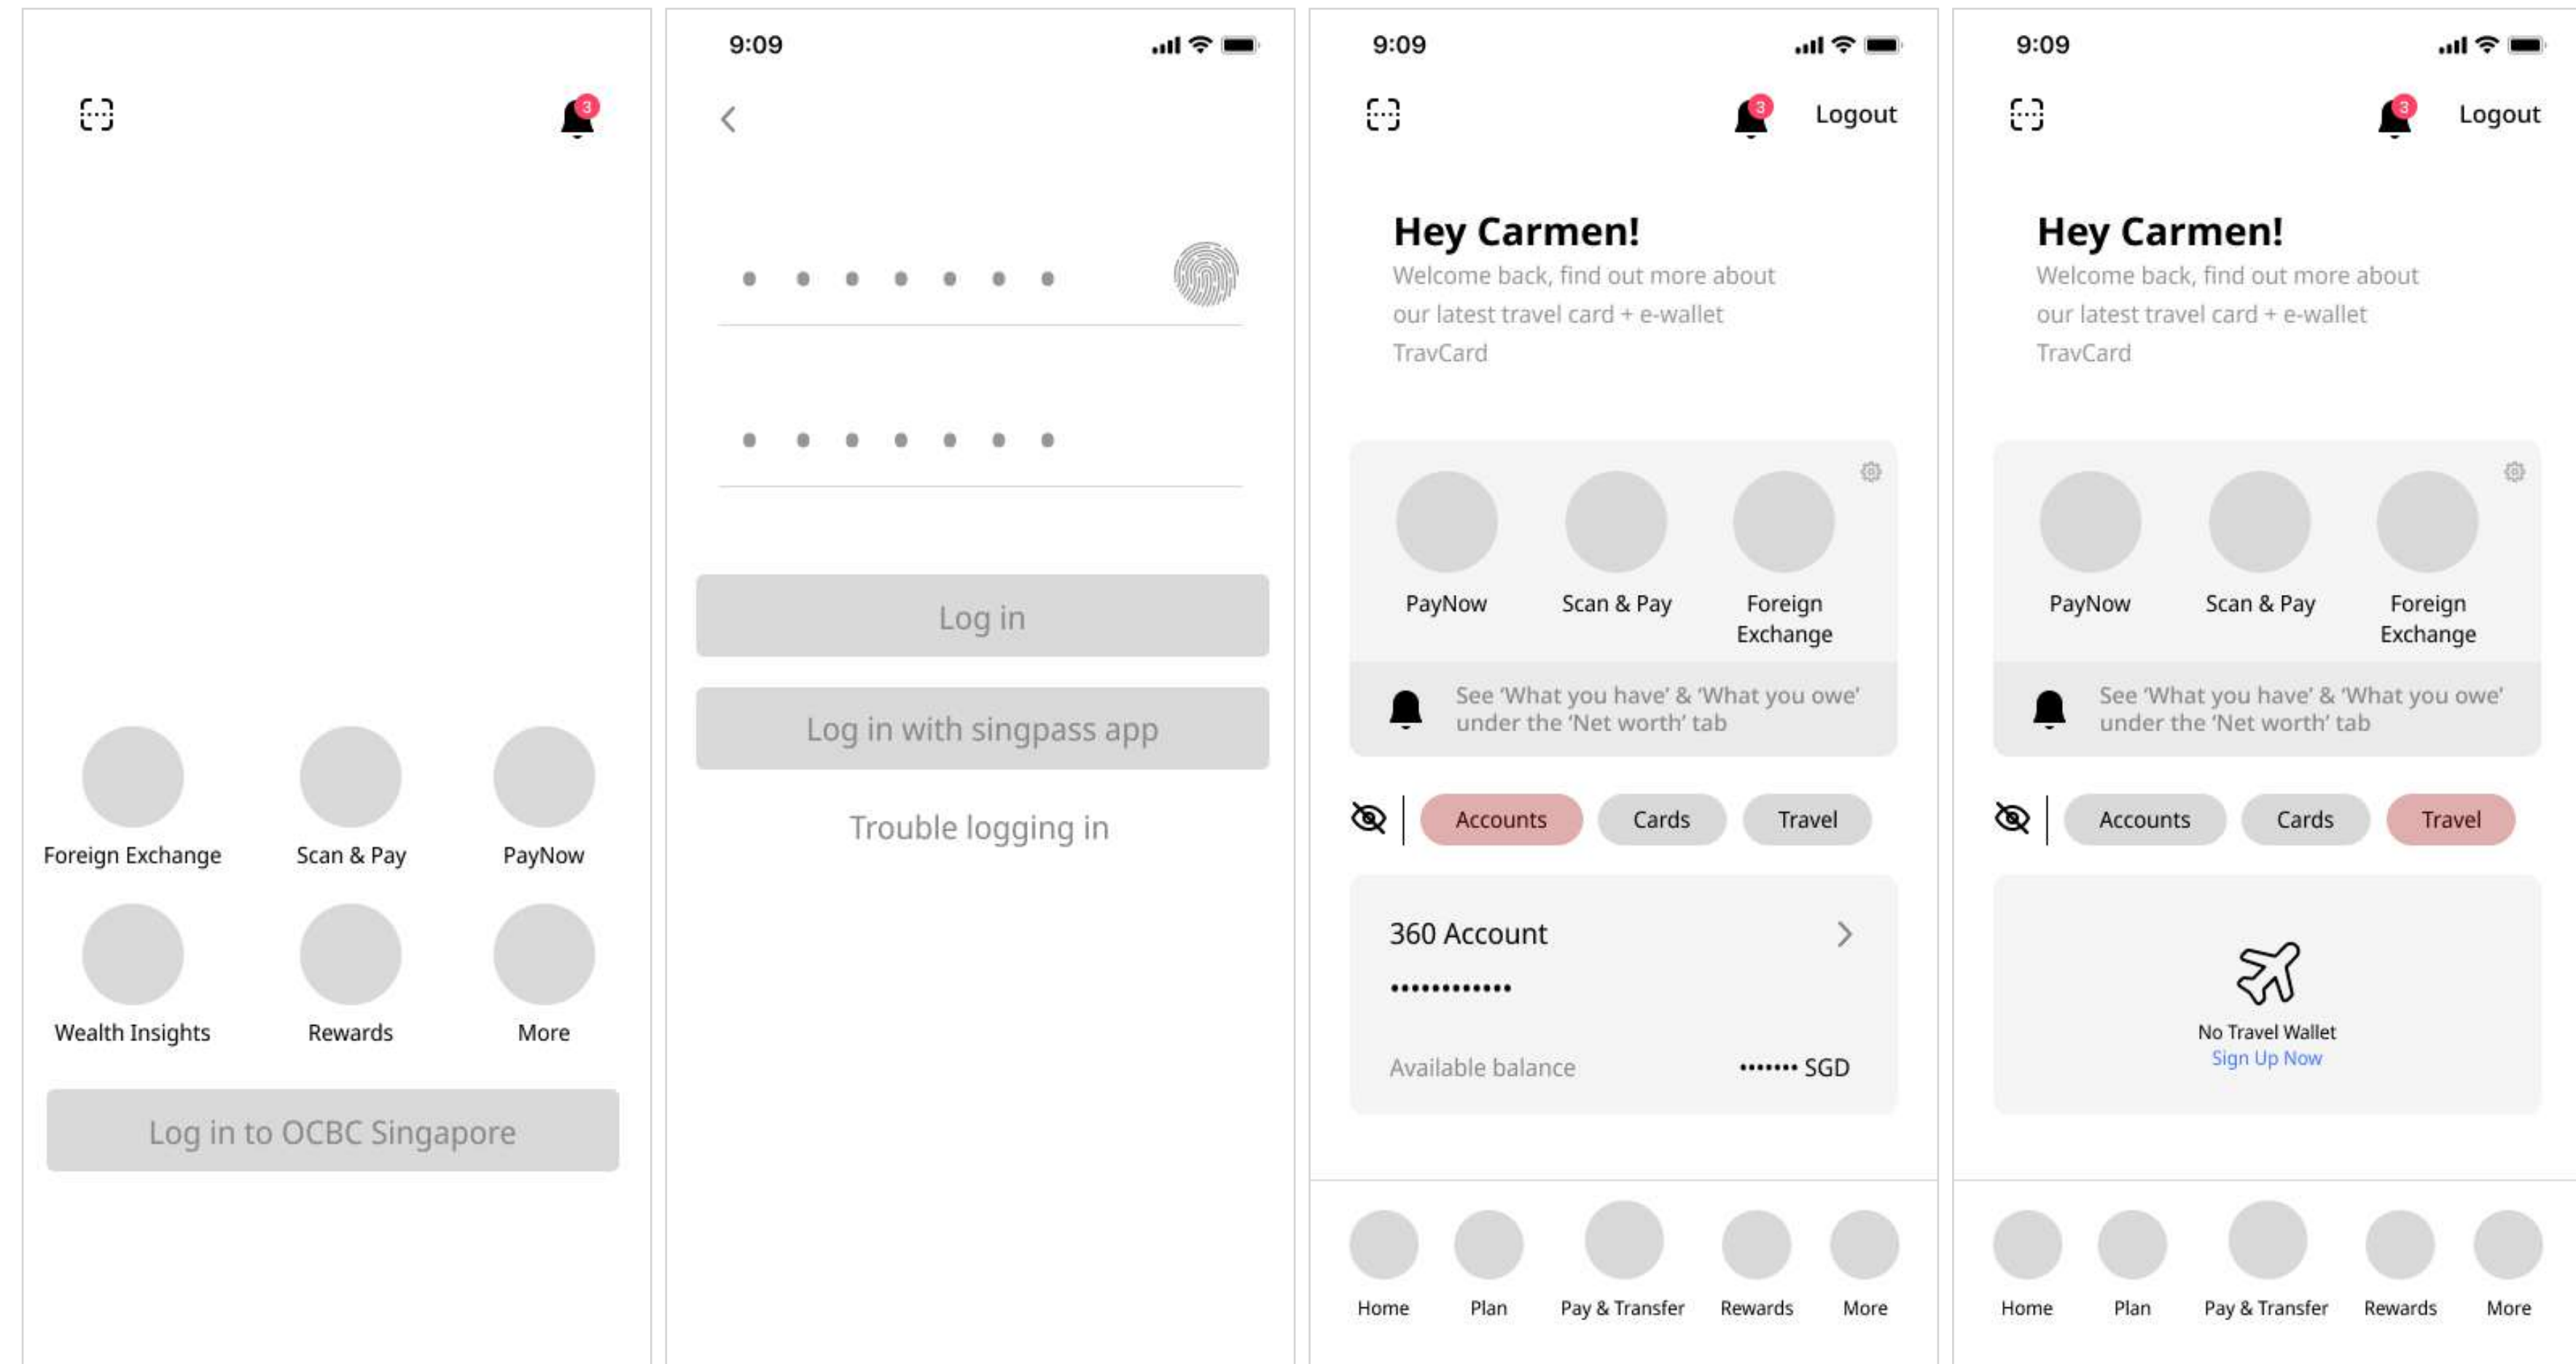 3
Foreign Exchange
Scan & Pay
PayNow
Wealth Insights
Rewards
More
Log in to OCBC Singapore
9:09
Log in
Log in with singpass app
Trouble logging in
9:09
3
Logout
Hey Carmen!
Welcome back, find out more about
our latest travel card + e-wallet
TravCard
PayNow
Scan & Pay
Foreign
Exchange
See ‘What you have’ & ‘What you owe’
under the ‘Net worth’ tab
Accounts
Cards
Travel
360 Account
••••••••••••
Available balance
••••••• SGD
Home
Plan
Pay & Transfer
Rewards
More
9:09
3
Logout
Hey Carmen!
Welcome back, find out more about
our latest travel card + e-wallet
TravCard
PayNow
Scan & Pay
Foreign
Exchange
See ‘What you have’ & ‘What you owe’
under the ‘Net worth’ tab
Accounts
Cards
Travel
No Travel Wallet
Sign Up Now
Home
Plan
Pay & Transfer
Rewards
More